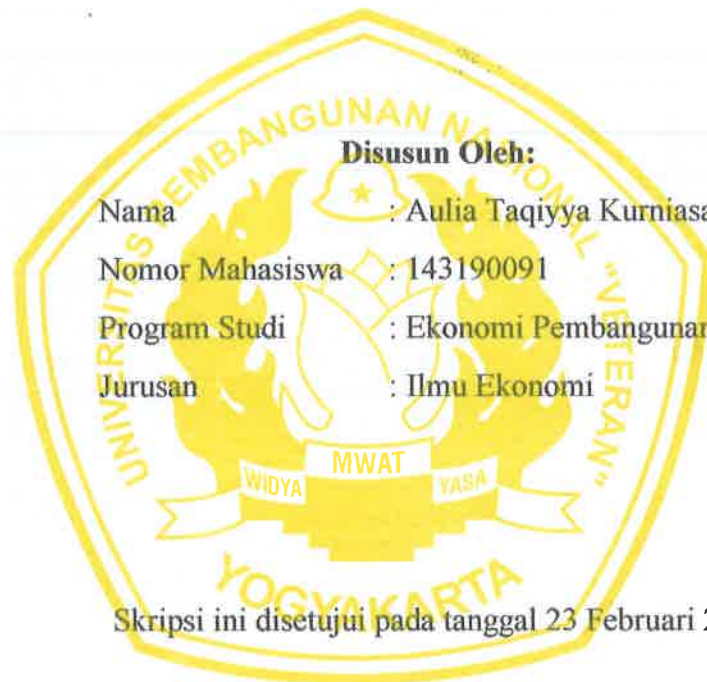 UNIVERSITAS PEMBANGUNAN NASIONAL "VETERAN"
Disusun Oleh:
Nama : Aulia Taqiyya Kurniasa
Nomor Mahasiswa : 143190091
Program Studi : Ekonomi Pembangunan
Jurusan : Ilmu Ekonomi
WIDYA MWAT YASA
YOGYAKARTA
Skripsi ini disetujui pada tanggal 23 Februari 2